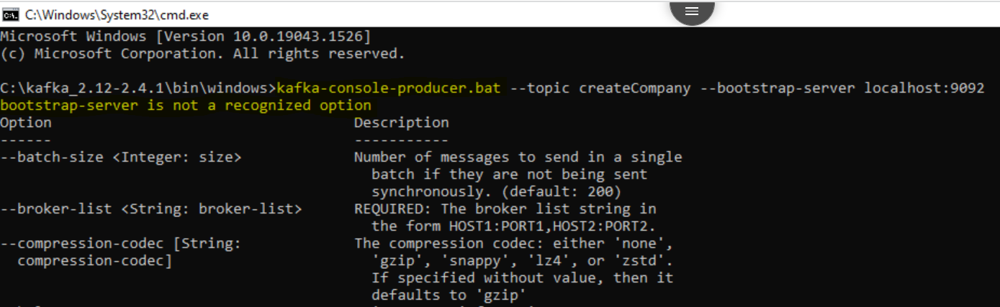 C:\Windows\System32\cmd.exe
Microsoft Windows [Version 10.0.19043.1526]
(c) Microsoft Corporation. All rights reserved.
C:\kafka_2.12-2.4.1\bin\windows>kafka-console-producer.bat --topic createCompany --bootstrap-server localhost:9092
bootstrap-server is not a recognized option
Option                                   Description
------                                   -----------
--batch-size <Integer: size>             Number of messages to send in a single
                                           batch if they are not being sent
                                           synchronously. (default: 200)
--broker-list <String: broker-list>      REQUIRED: The broker list string in
                                           the form HOST1:PORT1,HOST2:PORT2.
--compression-codec [String:             The compression codec: either 'none',
  compression-codec]                       'gzip', 'snappy', 'lz4', or 'zstd'.
                                           If specified without value, then it
                                           defaults to 'gzip'